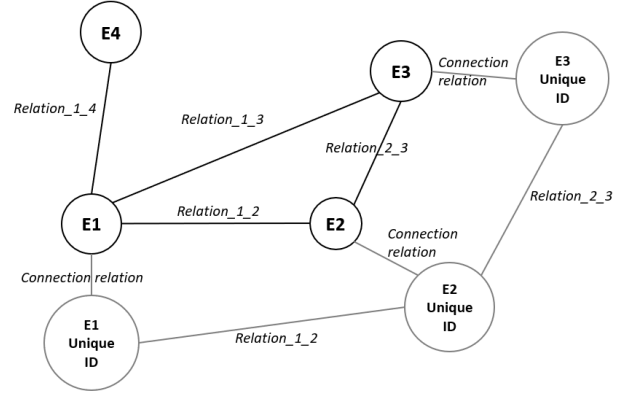 E4
Relation_1_4
Relation_1_3
E3
Connection
relation
E3
Unique
ID
Relation_2_3
Relation_2_3
E1
Relation_1_2
E2
Connection
relation
Connection relation
E1
Unique
ID
Relation_1_2
E2
Unique
ID